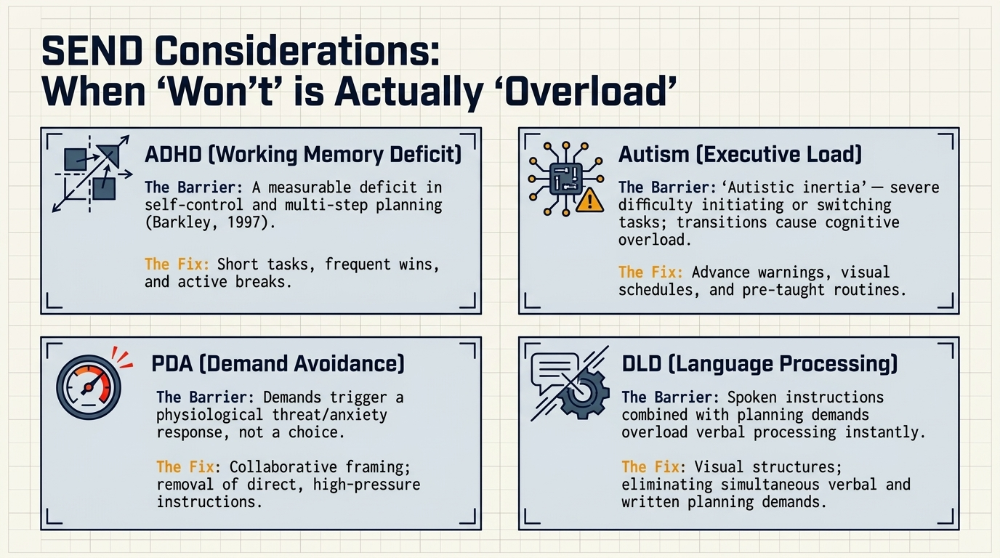 SEND Considerations:
When ‘Won’t’ is Actually ‘Overload’
ADHD (Working Memory Deficit)
The Barrier: A measurable deficit in
self-control and multi-step planning
(Barkley, 1997).
The Fix: Short tasks, frequent wins,
and active breaks.
Autism (Executive Load)
The Barrier: ‘Autistic inertia’ — severe
difficulty initiating or switching
tasks; transitions cause cognitive
overload.
The Fix: Advance warnings, visual
schedules, and pre-taught routines.
PDA (Demand Avoidance)
The Barrier: Demands trigger a
physiological threat/anxiety
response, not a choice.
The Fix: Collaborative framing;
removal of direct, high-pressure
instructions.
DLD (Language Processing)
The Barrier: Spoken instructions
combined with planning demands
overload verbal processing instantly.
The Fix: Visual structures;
eliminating simultaneous verbal and
written planning demands.